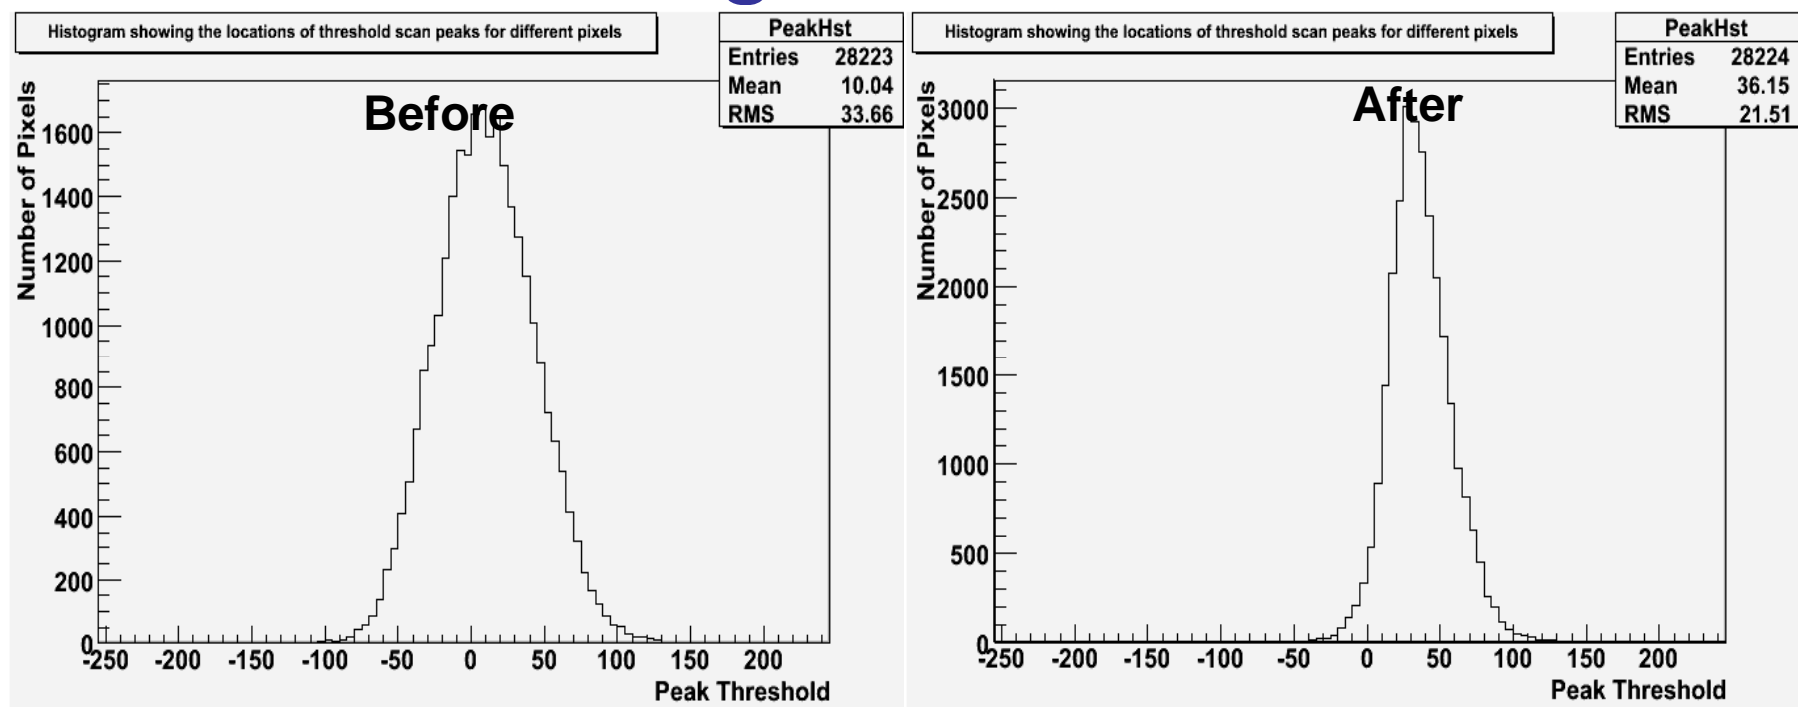 Histogram showing the locations of threshold scan peaks for different pixels
PeakHst
Entries 28223
Mean 10.04
RMS 33.66
Before
Number of Pixels
1600
1400
1200
1000
800
600
400
200
0
-250 -200 -150 -100 -50 0 50 100 150 200
Peak Threshold
Histogram showing the locations of threshold scan peaks for different pixels
PeakHst
Entries 28224
Mean 36.15
RMS 21.51
After
Number of Pixels
3000
2500
2000
1500
1000
500
0
-250 -200 -150 -100 -50 0 50 100 150 200
Peak Threshold